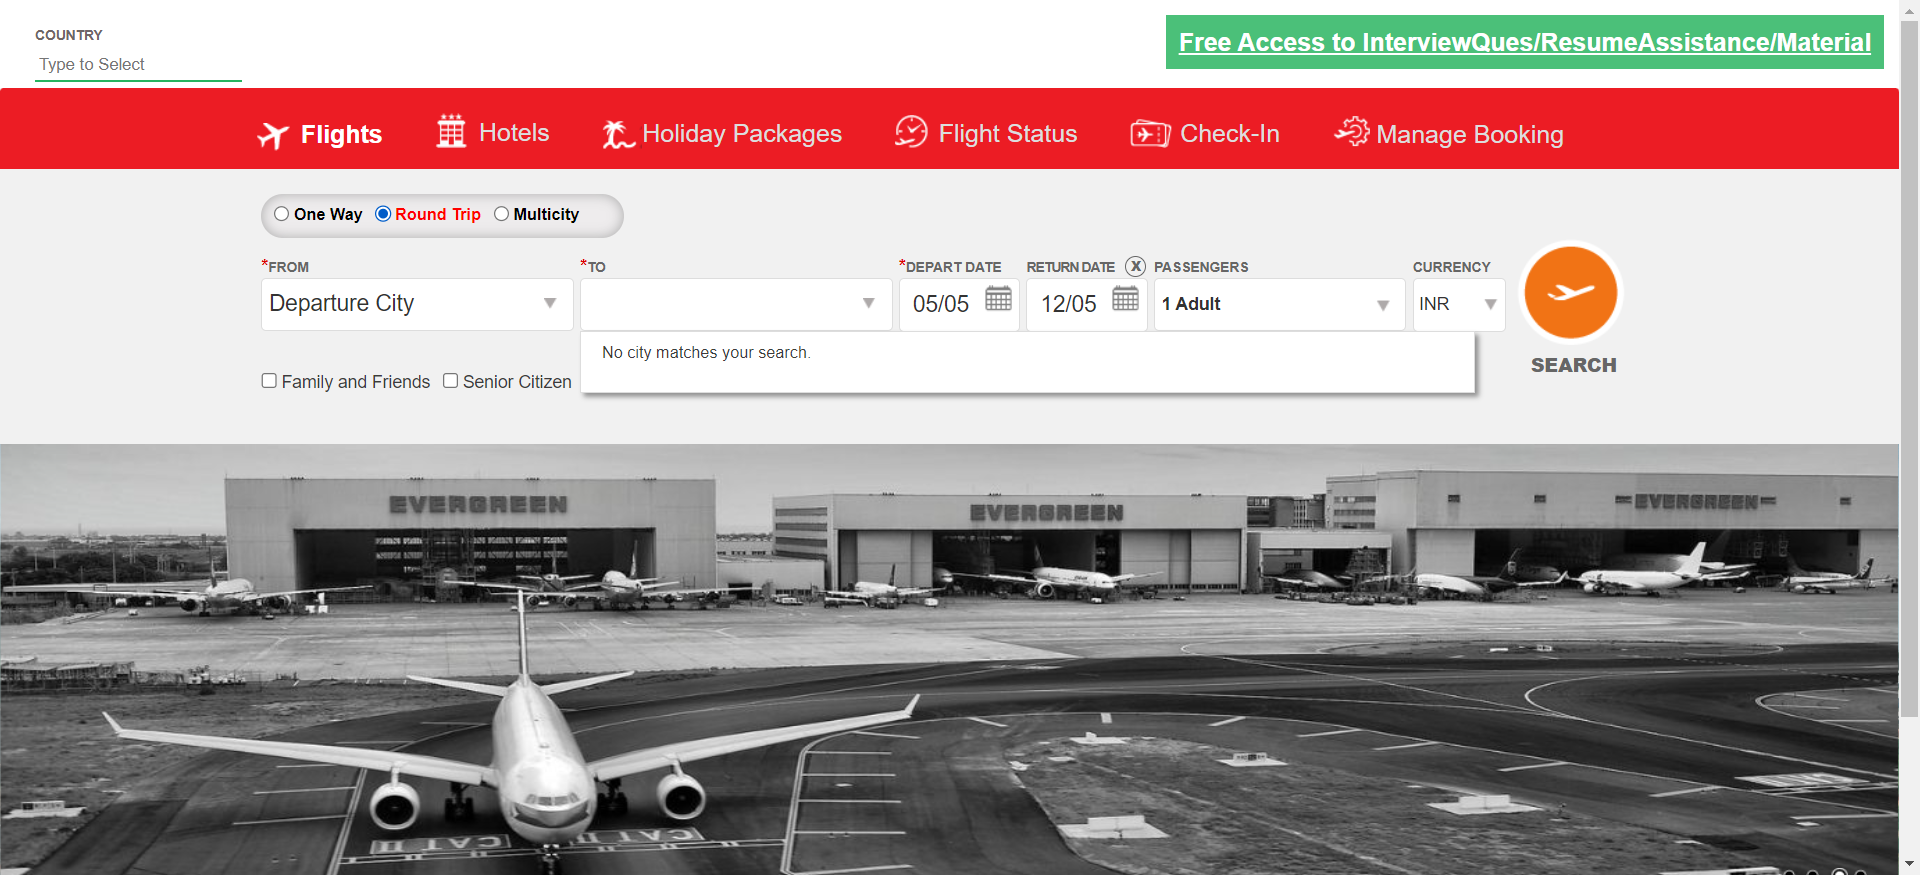 COUNTRY
Type to Select
Free Access to InterviewQues/ResumeAssistance/Material
Flights
Hotels
Holiday Packages
Flight Status
Check-In
Manage Booking
One Way
Round Trip
Multicity
*FROM
*TO
*DEPART DATE
RETURN DATE
X
PASSENGERS
CURRENCY
Departure City
05/05
12/05
1 Adult
INR
SEARCH
No city matches your search.
Family and Friends
Senior Citizen
EVERGREEN
EVERGREEN
EVERGREEN
CAT II
CAT II